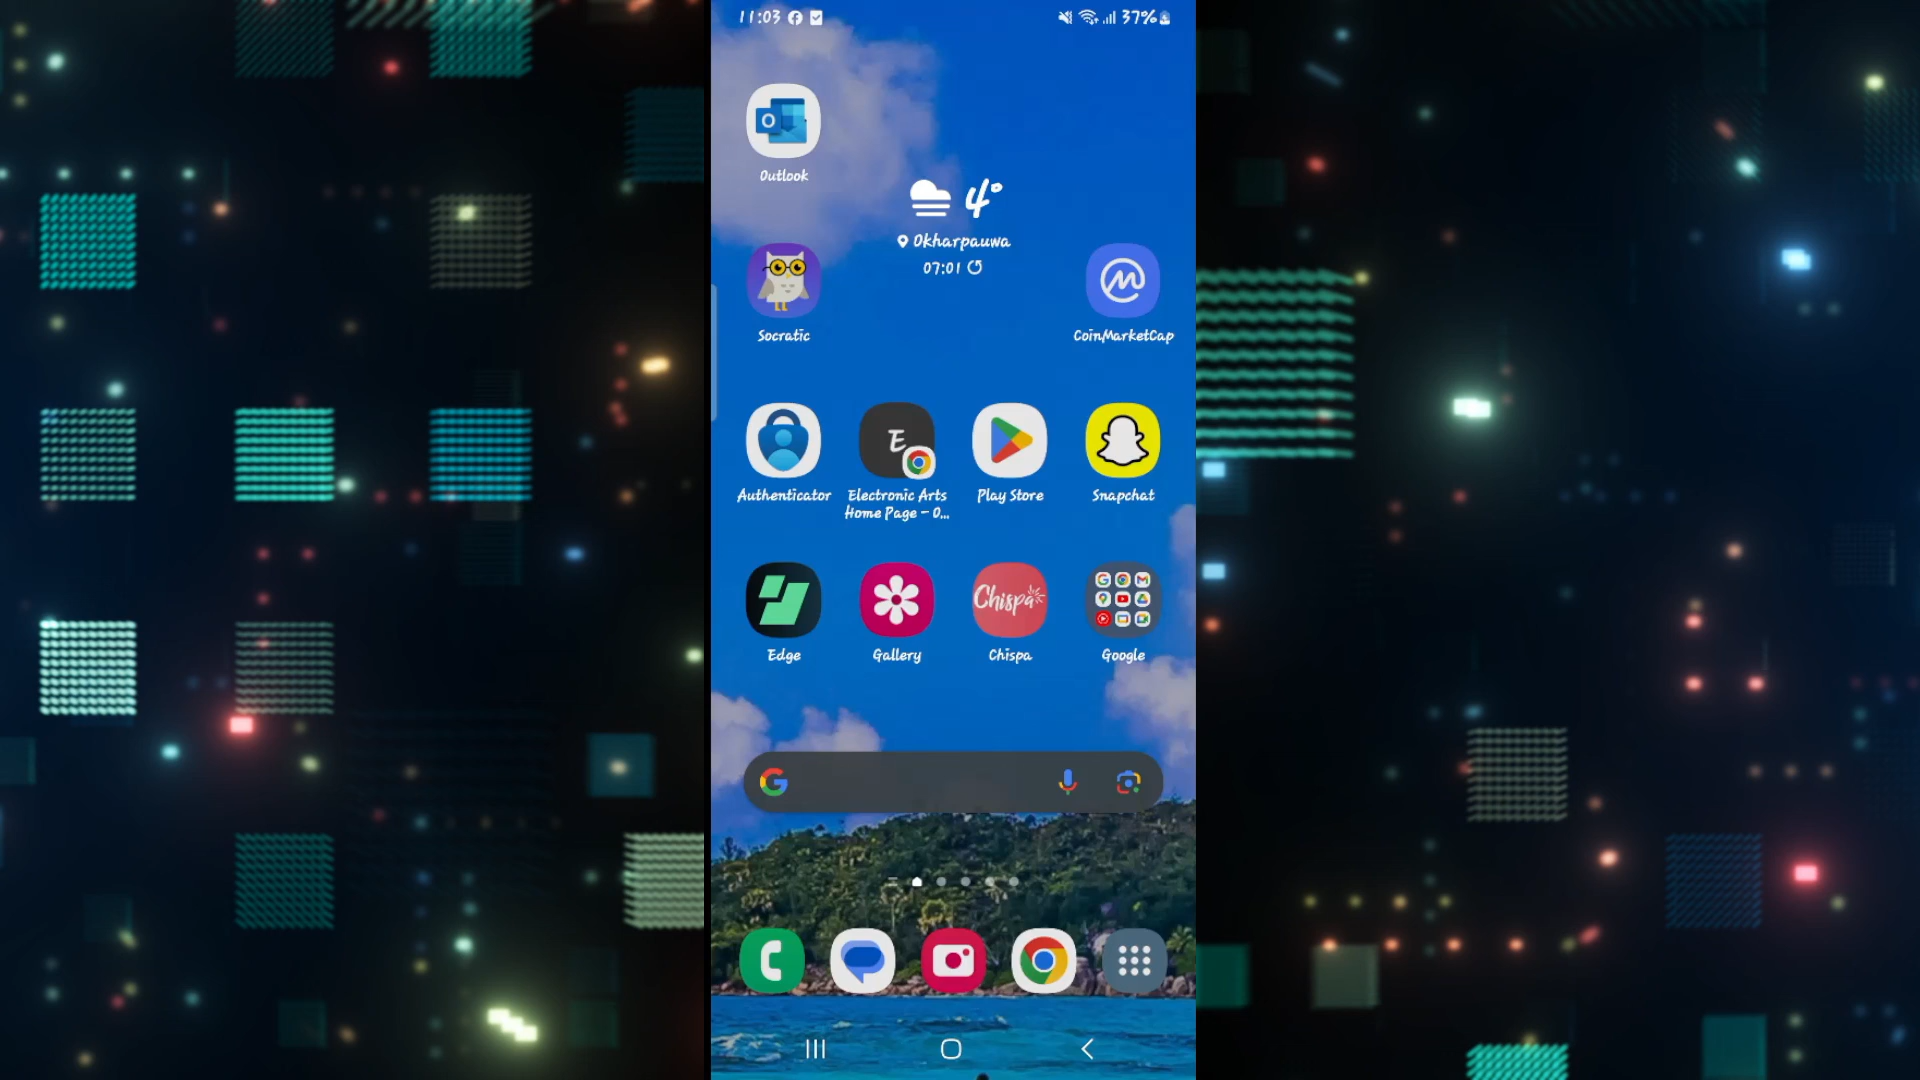 11:03
37%
Outlook
4°
Okharpauwa
07:01
Socratic
CoinMarketCap
E
Authenticator
Electronic Arts
Home Page - O...
Play Store
Snapchat
Chispa
Edge
Gallery
Chispa
Google